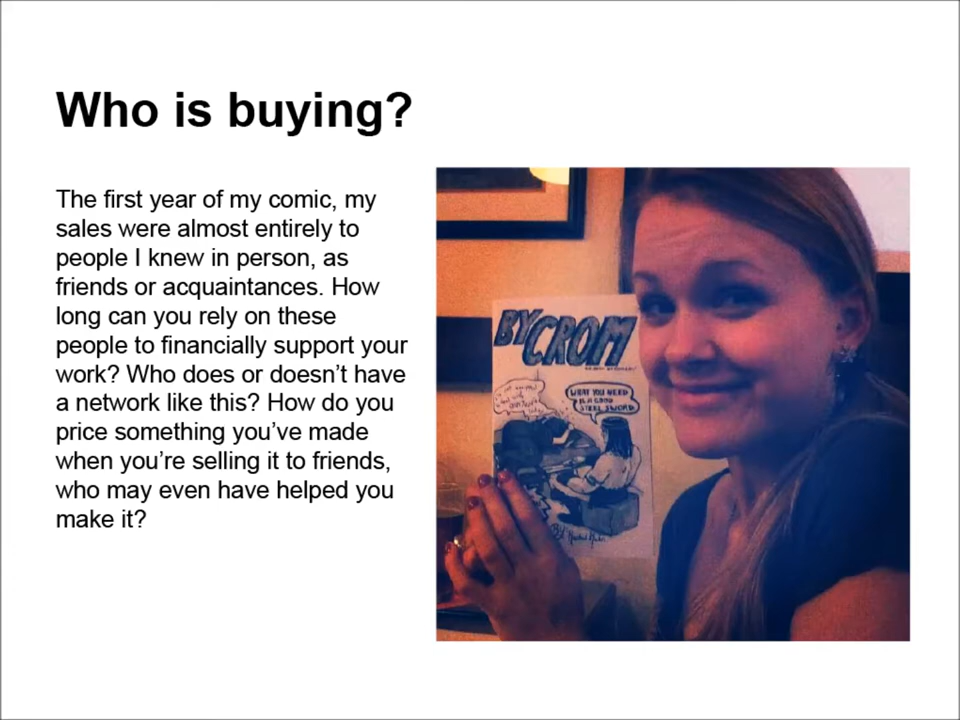 Who is buying?
The first year of my comic, my
sales were almost entirely to
people I knew in person, as
friends or acquaintances. How
long can you rely on these
people to financially support your
work? Who does or doesn't have
a network like this? How do you
price something you've made
when you're selling it to friends,
who may even have helped you
make it?
BY CROM
WHAT YOU NEED
IS A GOOD
STEEL SWORD.